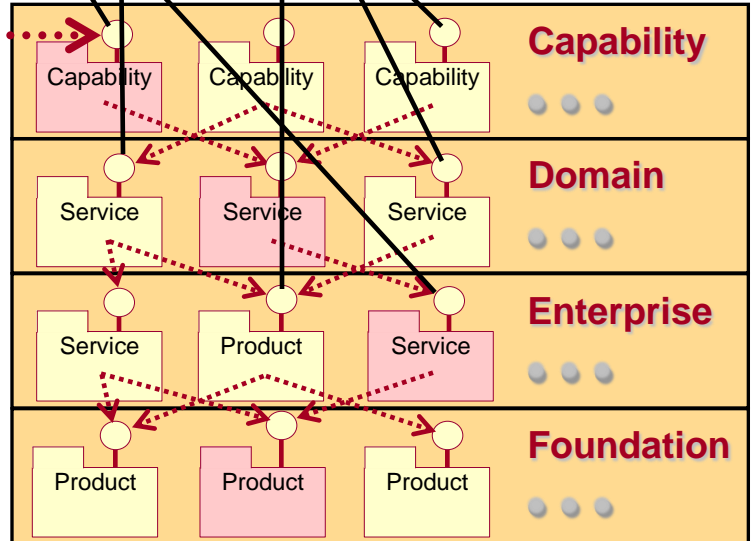 Capability
Capability
Capability
Capability
Domain
Service
Service
Service
Enterprise
Service
Product
Service
Foundation
Product
Product
Product